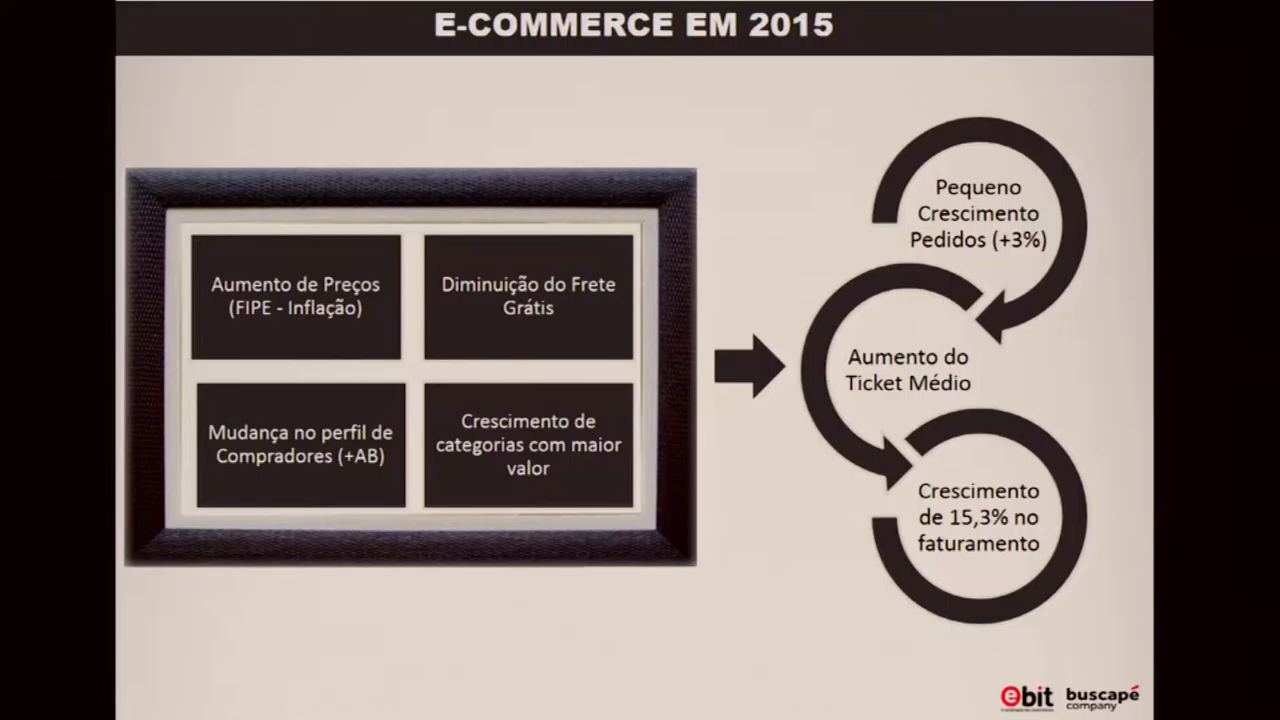 E-COMMERCE EM 2015
Aumento de Preços
(FIPE - Inflação)
Diminuição do Frete
Grátis
Mudança no perfil de
Compradores (+AB)
Crescimento de
categorias com maior
valor
Pequeno
Crescimento
Pedidos (+3%)
Aumento do
Ticket Médio
Crescimento
de 15,3% no
faturamento
ebit
buscapé
company